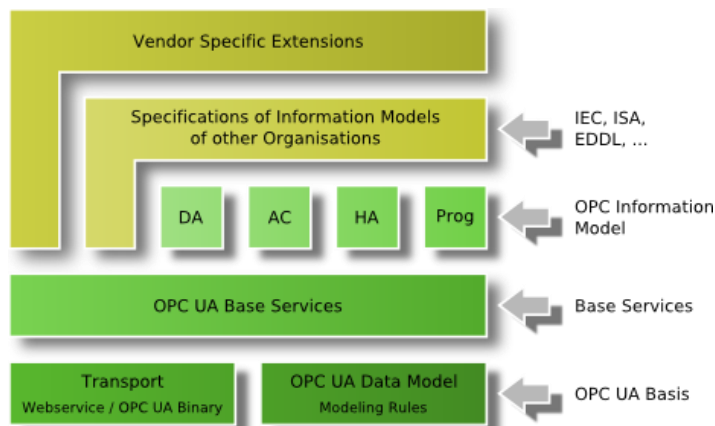 Vendor Specific Extensions
Specifications of Information Models
of other Organisations
IEC, ISA,
EDDL, ...
DA
AC
HA
Prog
OPC Information
Model
OPC UA Base Services
Base Services
Transport
Webservice / OPC UA Binary
OPC UA Data Model
Modeling Rules
OPC UA Basis